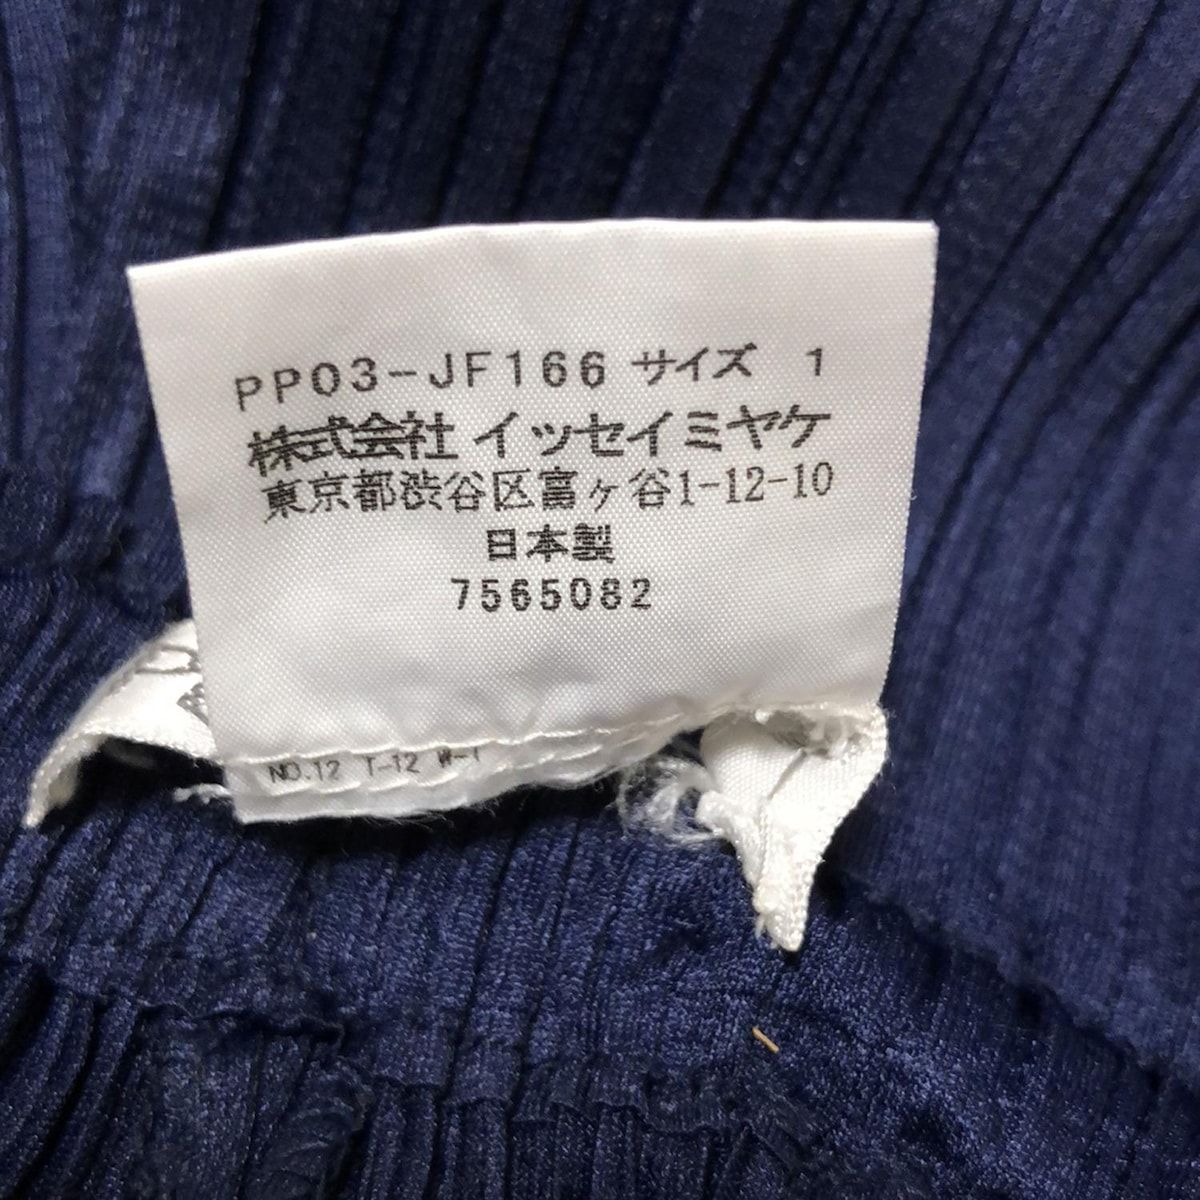 PP03-JF166 サイズ 1
株式会社 イッセイミヤケ
東京都渋谷区富ヶ谷1-12-10
日本製
7565082
NO.12 T-12 W-1